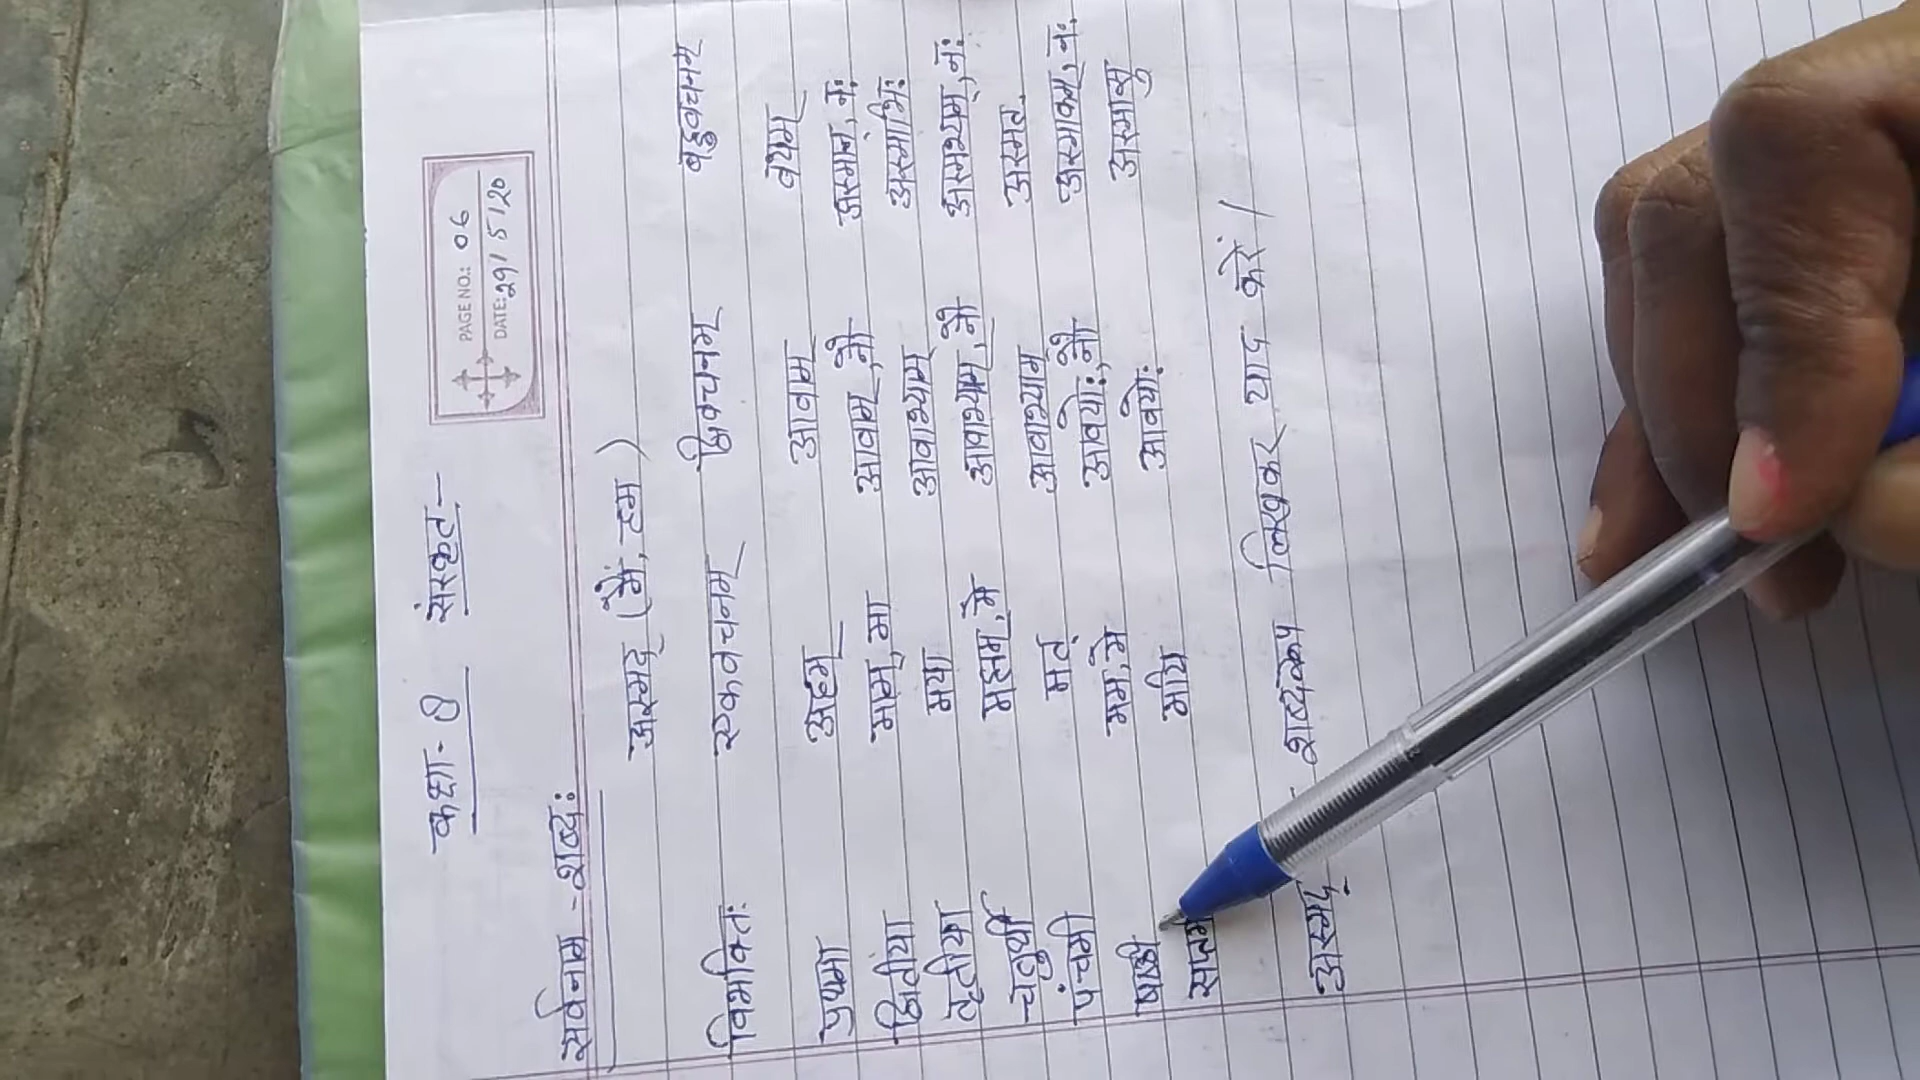 PAGE NO.: 06
DATE: 29/5/20
कक्षा- 8 संस्कृत-
सर्वनाम - शब्द:
अस्मद् (मैं, हम)
विभक्ति: एकवचनम् द्विवचनम् बहुवचनम्
प्रथमा अहम् आवाम वयम्
द्वितीया माम्, मा आवाम्, नौ अस्मान्, न:
तृतीया मया आवाभ्याम् अस्माभि:
चतुर्थी मह्यम्, मे आवाभ्याम्, नौ अस्मभ्यम्, न:
पंचमी मत् आवाभ्याम् अस्मत्
षष्ठी मम, मे आवयो:, नौ अस्माकम्, न:
मयि आवयो: अस्मासु
अस्मद् - शब्दरूप लिखकर याद करें।